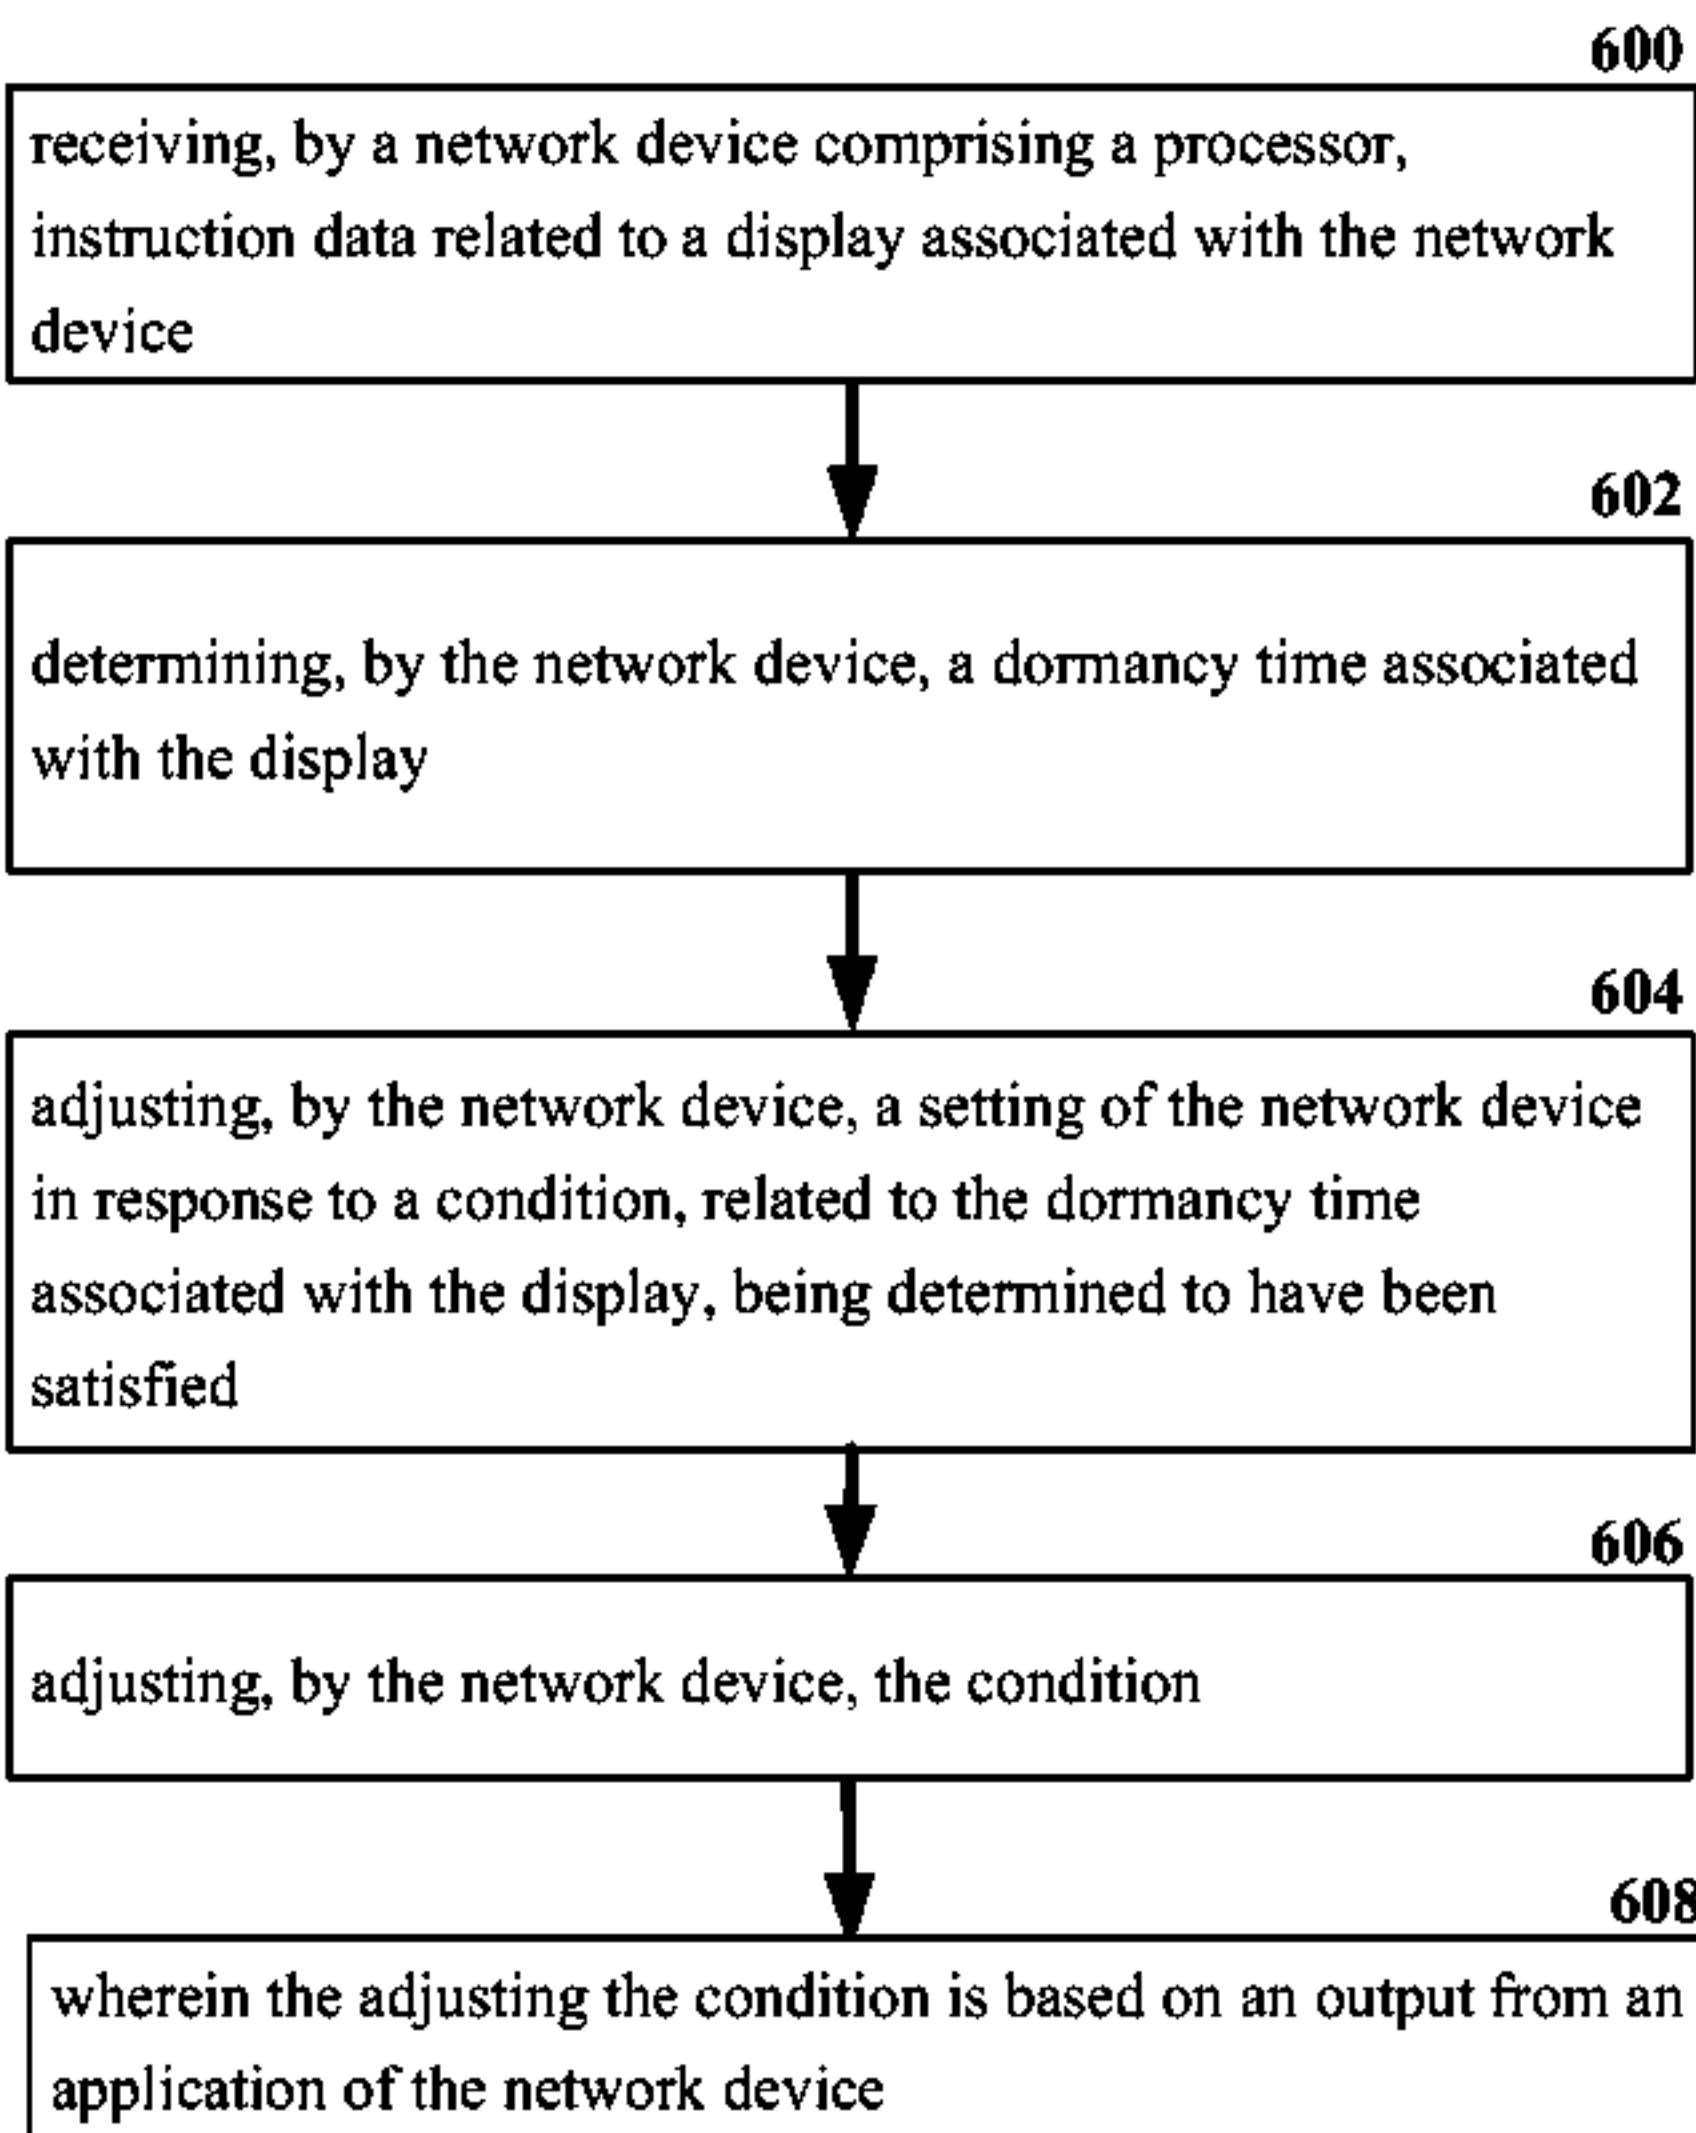 600
receiving, by a network device comprising a processor,
instruction data related to a display associated with the network
device
602
determining, by the network device, a dormancy time associated
with the display
604
adjusting, by the network device, a setting of the network device
in response to a condition, related to the dormancy time
associated with the display, being determined to have been
satisfied
606
adjusting, by the network device, the condition
608
wherein the adjusting the condition is based on an output from an
application of the network device